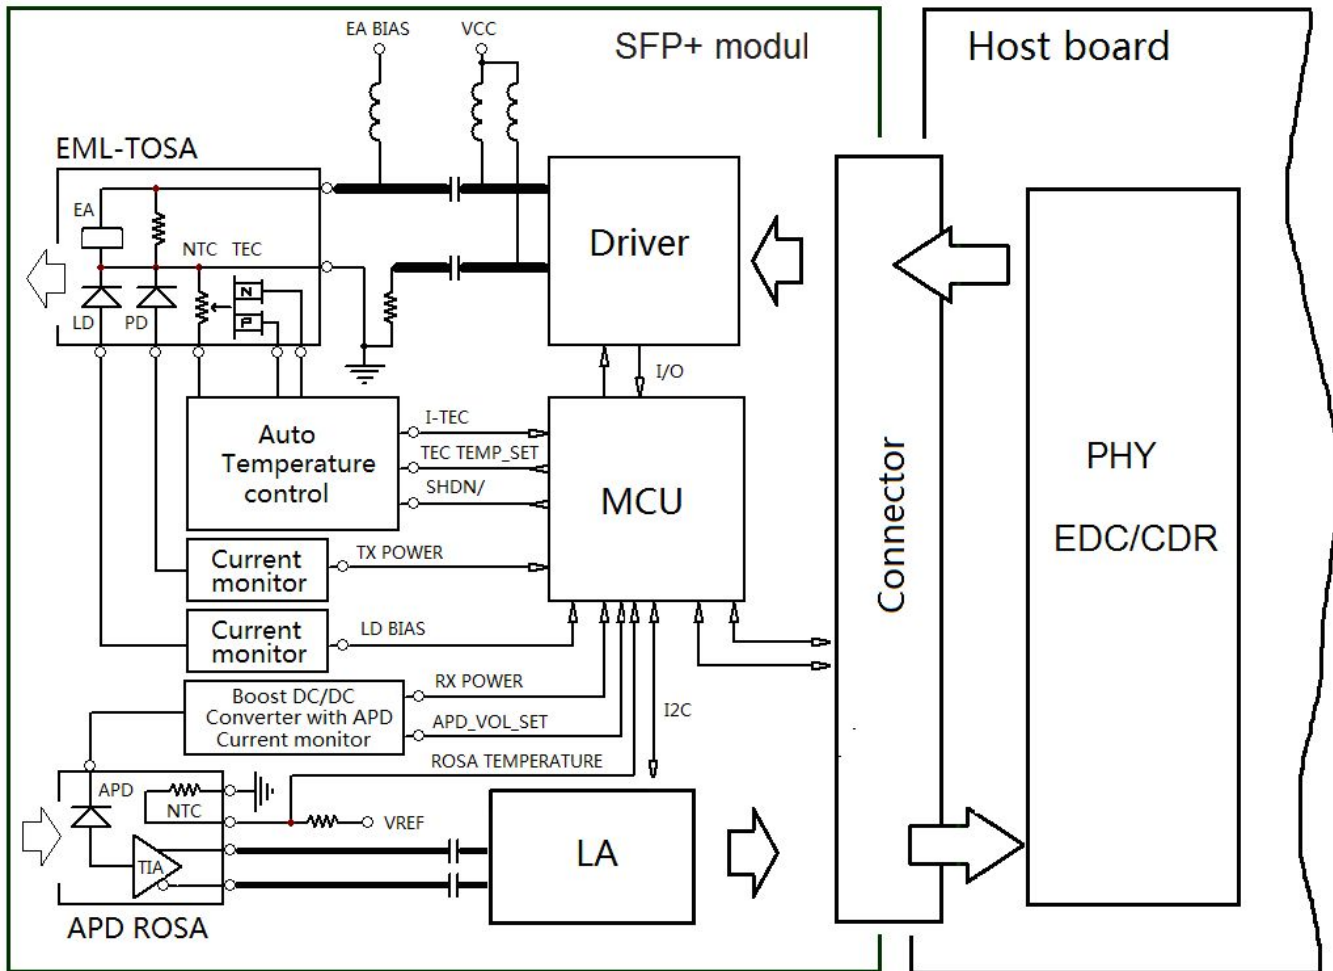 EA BIAS
VCC
SFP+ modul
Host board
EML-TOSA
EA
NTC TEC
N
P
LD
PD
Driver
I/O
Auto
Temperature
control
I-TEC
TEC TEMP_SET
SHDN/
MCU
Connector
PHY
EDC/CDR
Current
monitor
TX POWER
Current
monitor
LD BIAS
Boost DC/DC
Converter with APD
Current monitor
RX POWER
APD_VOL_SET
I2C
ROSA TEMPERATURE
APD
NTC
VREF
TIA
LA
APD ROSA